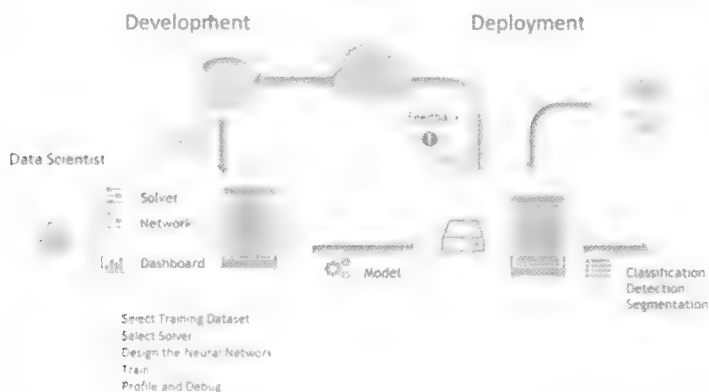 Development
Deployment
Data Scientist
Solver
Network
Dashboard
Model
Classification
Detection
Segmentation
Select Training Dataset
Select Solver
Design the Neural Network
Train
Profile and Debug